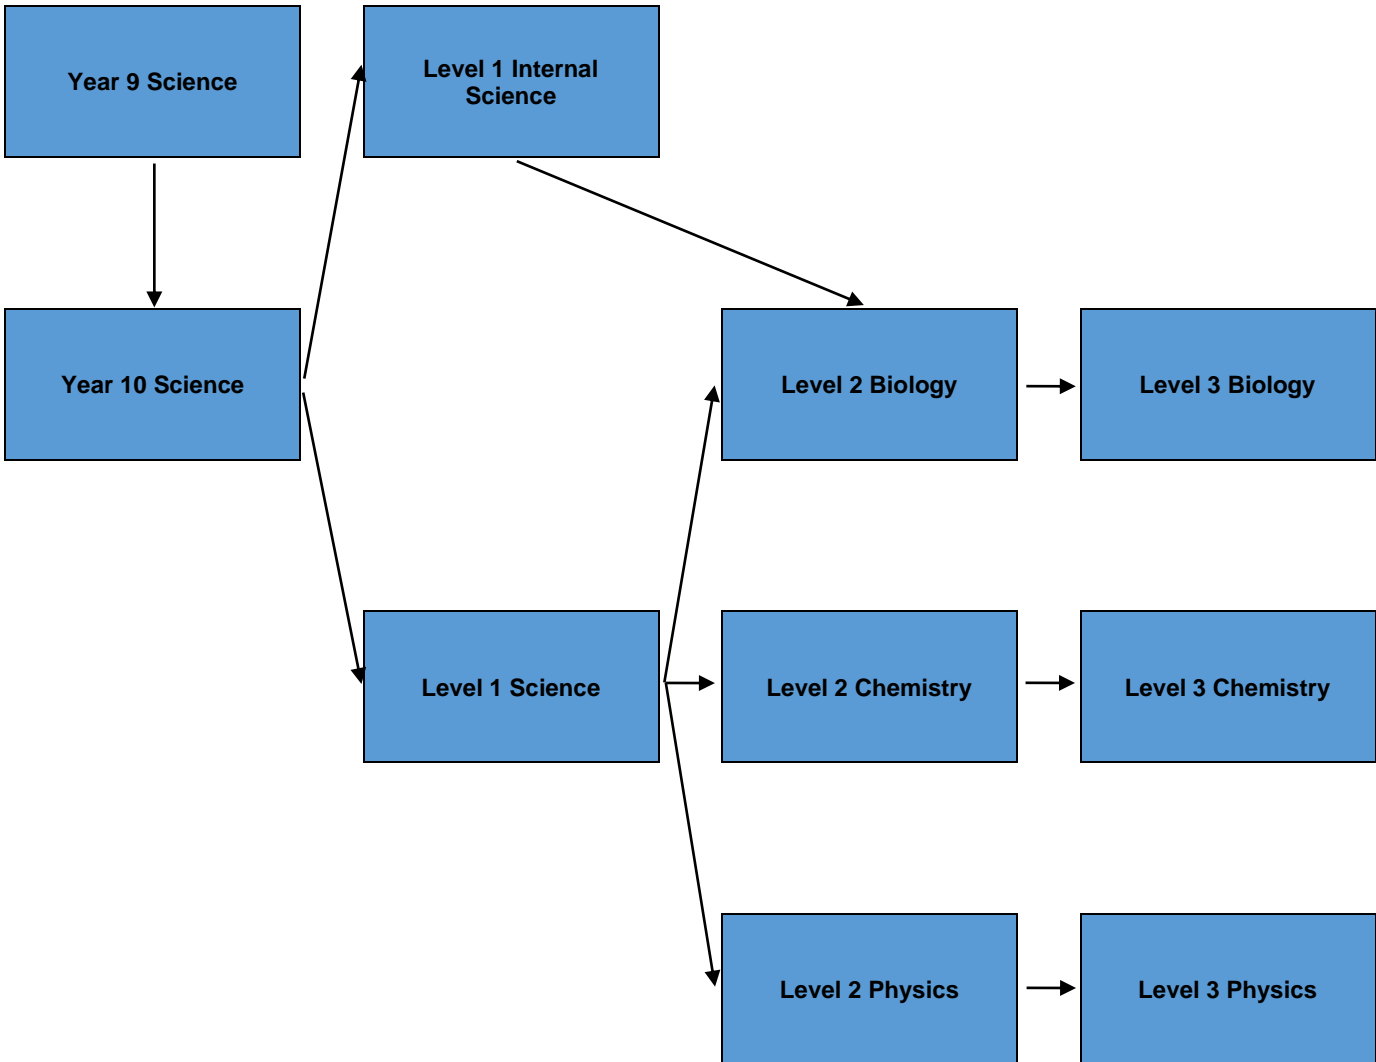 Year 9 Science
Level 1 Internal
Science
Year 10 Science
Level 2 Biology
Level 3 Biology
Level 1 Science
Level 2 Chemistry
Level 3 Chemistry
Level 2 Physics
Level 3 Physics